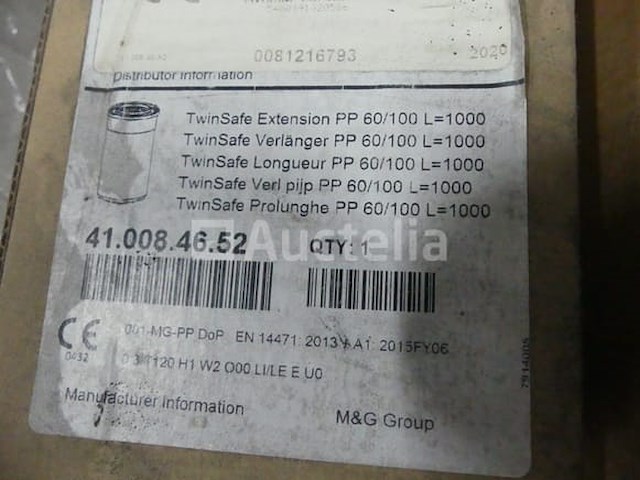 0081216793 2020
Distributor information
TwinSafe Extension PP 60/100 L=1000
TwinSafe Verlänger PP 60/100 L=1000
TwinSafe Longueur PP 60/100 L=1000
TwinSafe Verl pijp PP 60/100 L=1000
TwinSafe Prolunghe PP 60/100 L=1000
Austelia
41.008.46.52 QTY: 1
CE 001-MG-PP DoP EN 14471: 2013 + A1: 2015FY06
0432 T120 H1 W2 O00 LI/LE E U0
Manufacturer information M&G Group